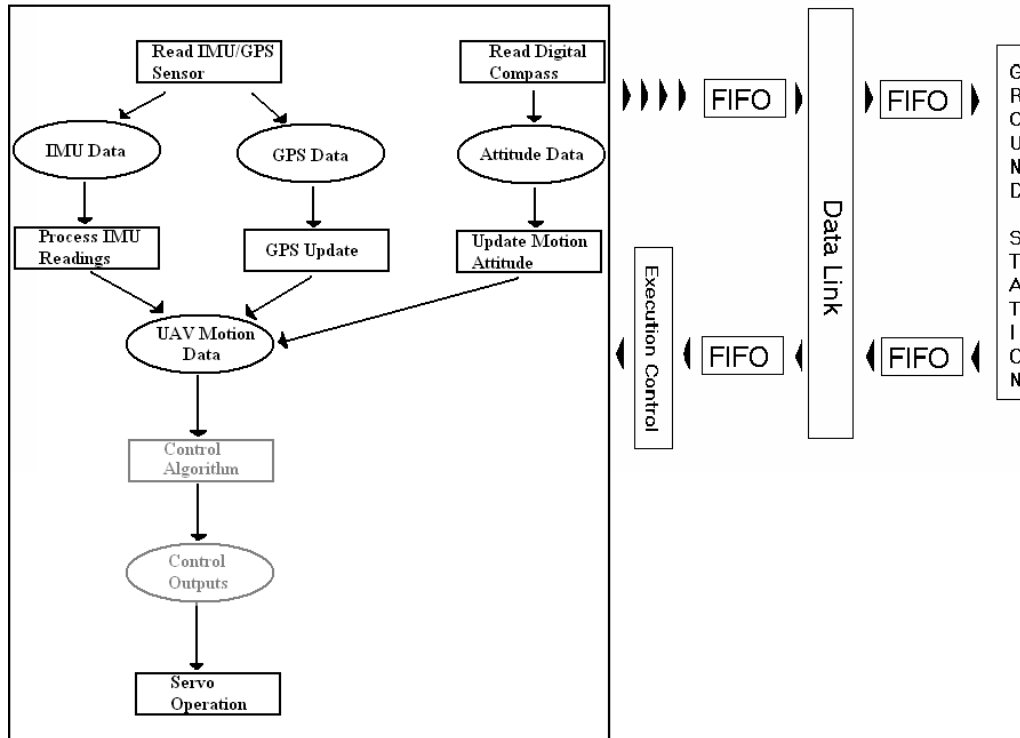 Read IMU/GPS
Sensor
Read Digital
Compass
IMU Data
GPS Data
Attitude Data
Process IMU
Readings
GPS Update
Update Motion
Attitude
UAV Motion
Data
Control
Algorithm
Control
Outputs
Servo
Operation
FIFO
FIFO
Data Link
Execution Control
FIFO
FIFO
G
R
O
U
N
D
S
T
A
T
I
O
N